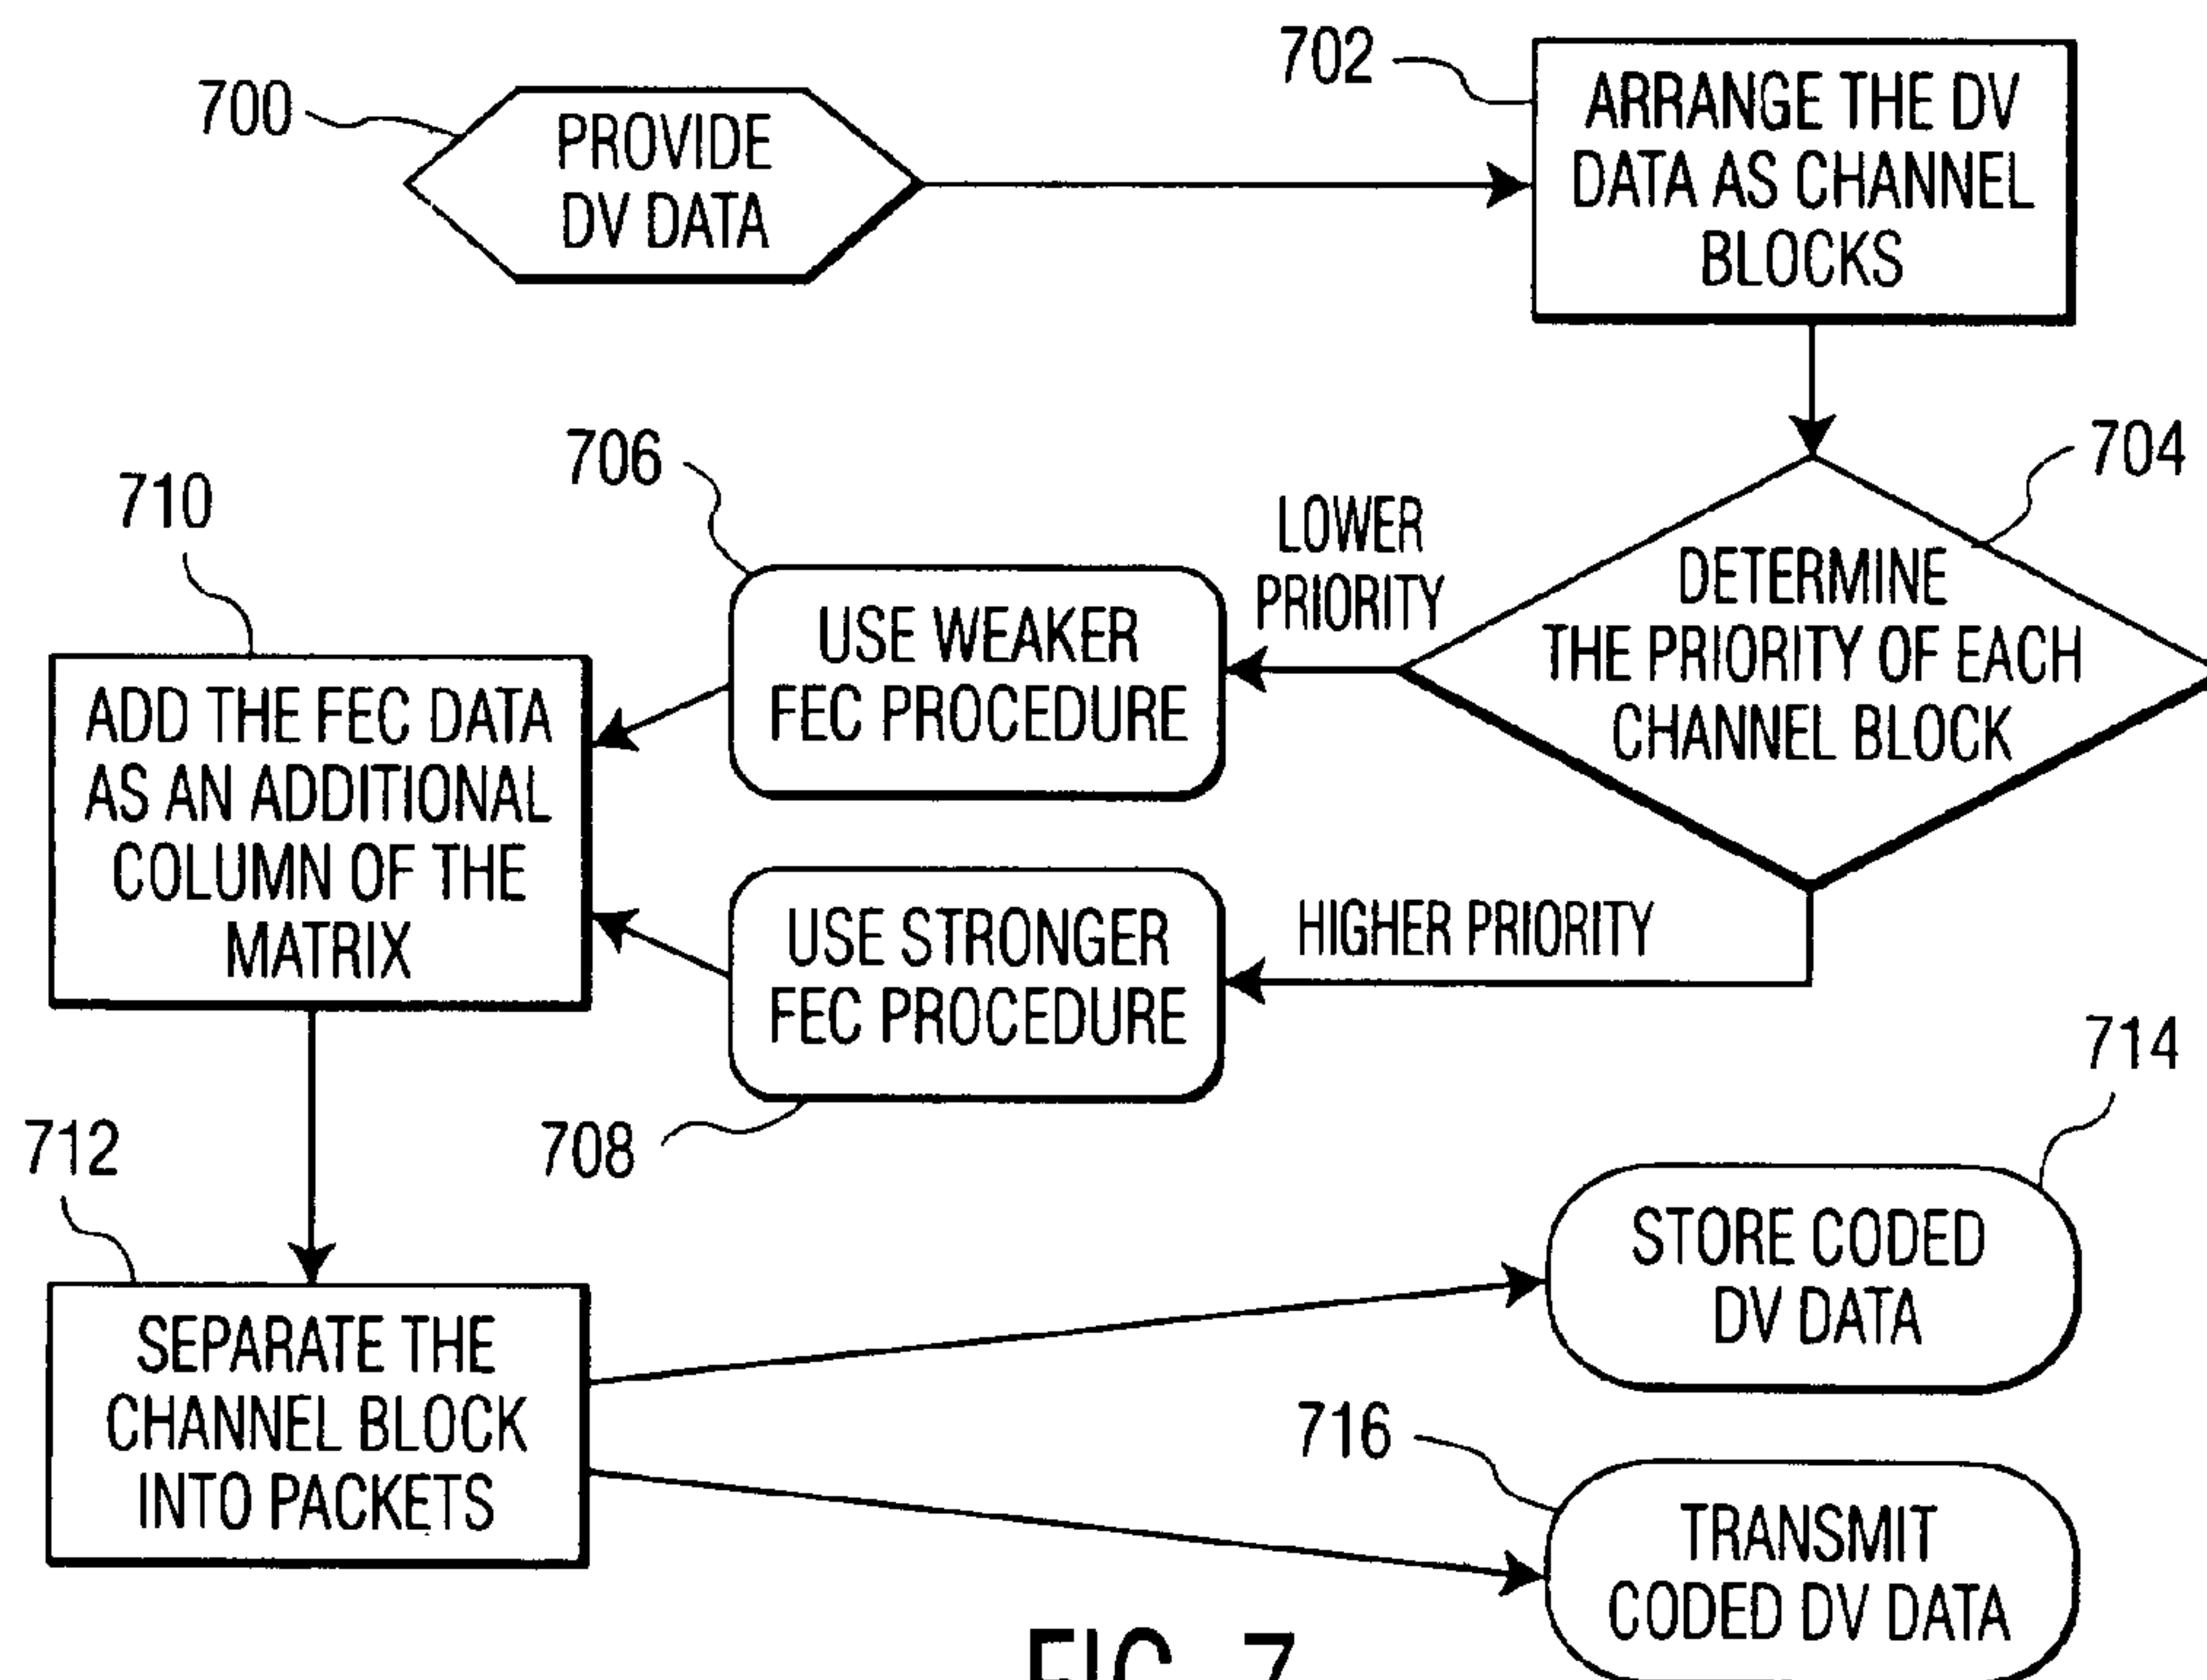 700
PROVIDE
DV DATA
702
ARRANGE THE DV
DATA AS CHANNEL
BLOCKS
704
DETERMINE
THE PRIORITY OF EACH
CHANNEL BLOCK
LOWER
PRIORITY
706
USE WEAKER
FEC PROCEDURE
HIGHER PRIORITY
708
USE STRONGER
FEC PROCEDURE
710
ADD THE FEC DATA
AS AN ADDITIONAL
COLUMN OF THE
MATRIX
712
SEPARATE THE
CHANNEL BLOCK
INTO PACKETS
714
STORE CODED
DV DATA
716
TRANSMIT
CODED DV DATA
FIG. 7